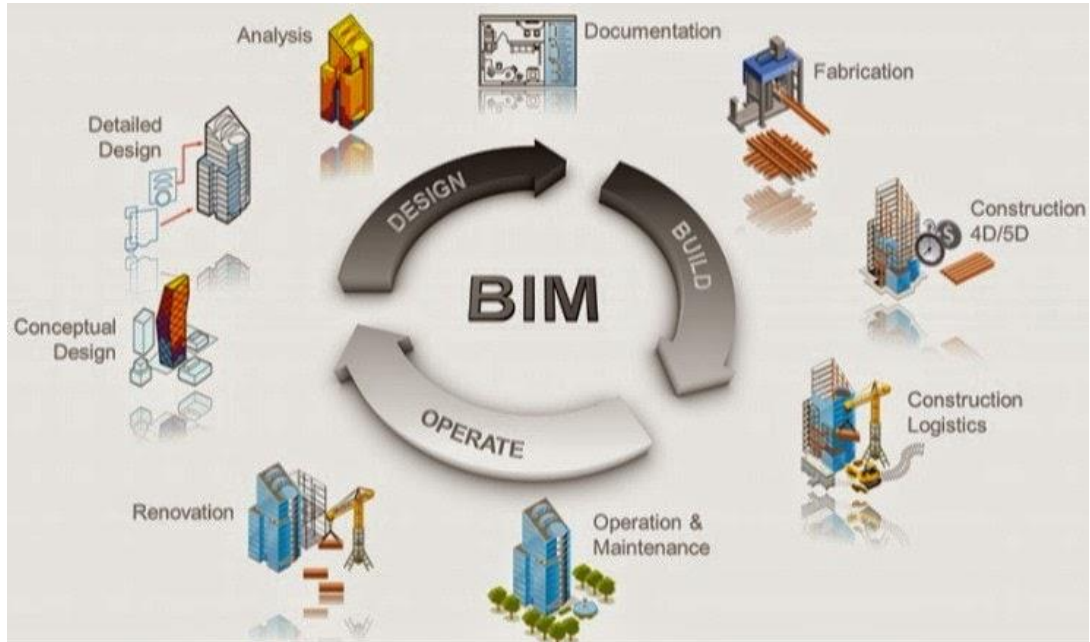 Analysis
Documentation
Fabrication
Detailed
Design
Construction
4D/5D
$
Conceptual
Design
Construction
Logistics
Renovation
Operation &
Maintenance
DESIGN
BUILD
OPERATE
BIM